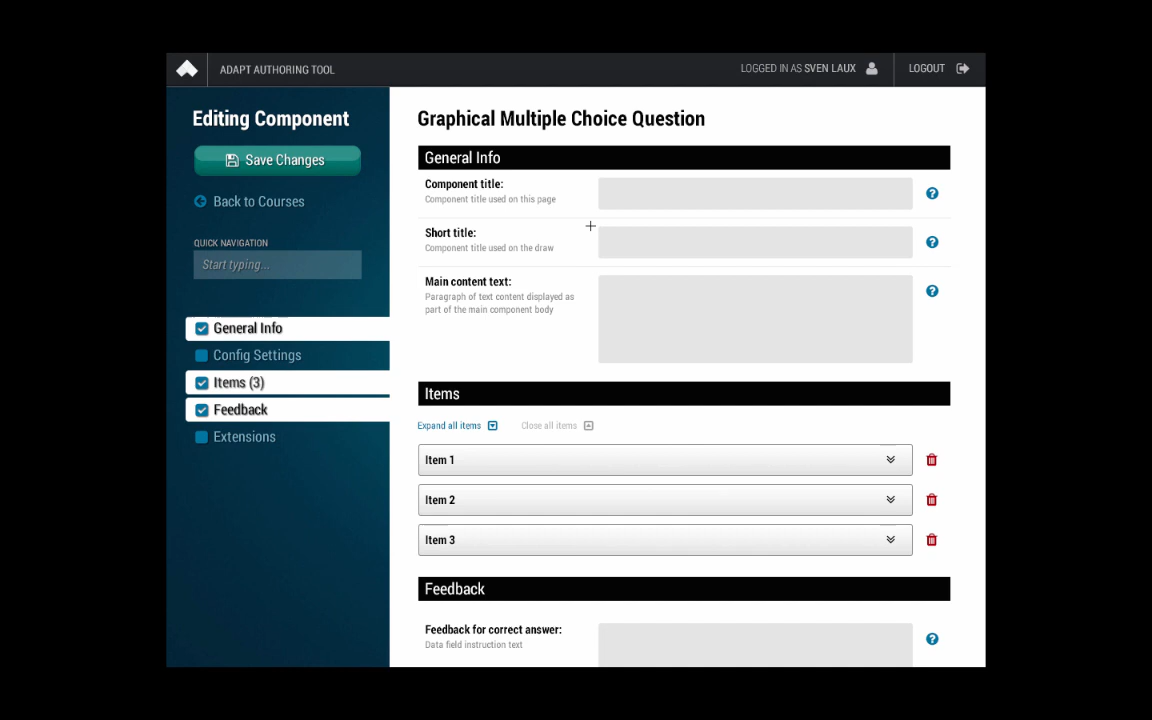 ADAPT AUTHORING TOOL
LOGGED IN AS SVEN LAUX
LOGOUT
Editing Component
Save Changes
Back to Courses
QUICK NAVIGATION
Start typing...
General Info
Config Settings
Items (3)
Feedback
Extensions
Graphical Multiple Choice Question
General Info
Component title:
Component title used on this page
Short title:
Component title used on the draw
Main content text:
Paragraph of text content displayed as
part of the main component body
Items
Expand all items
Close all items
Item 1
Item 2
Item 3
Feedback
Feedback for correct answer:
Data field instruction text